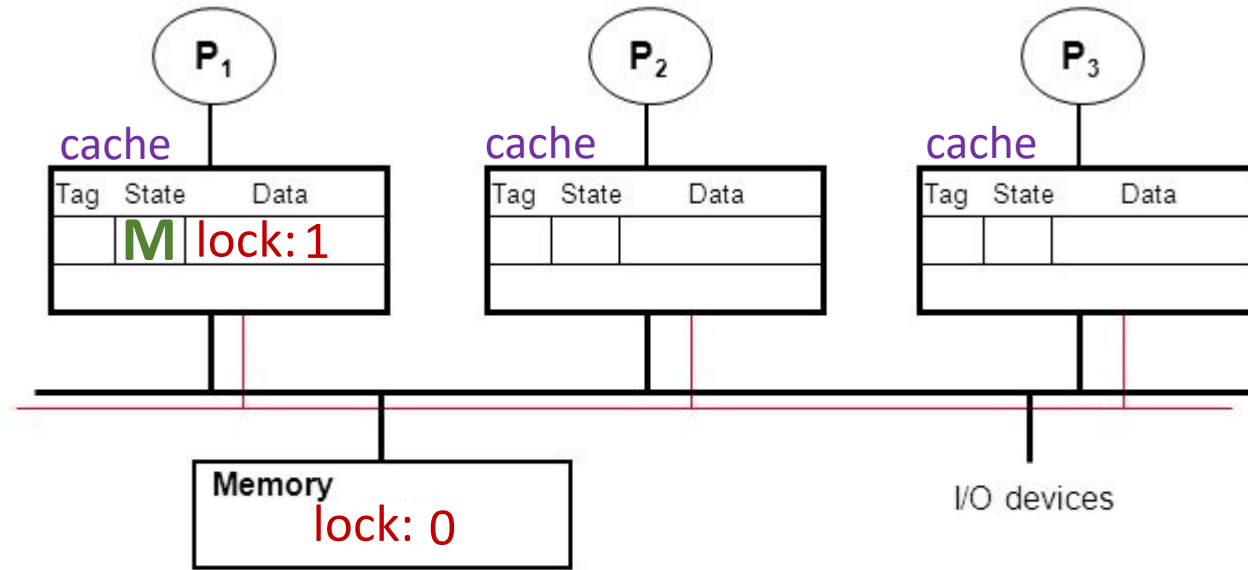 P1 P2 P3
cache cache cache
Tag State Data Tag State Data Tag State Data
M lock: 1
Memory
lock: 0
I/O devices